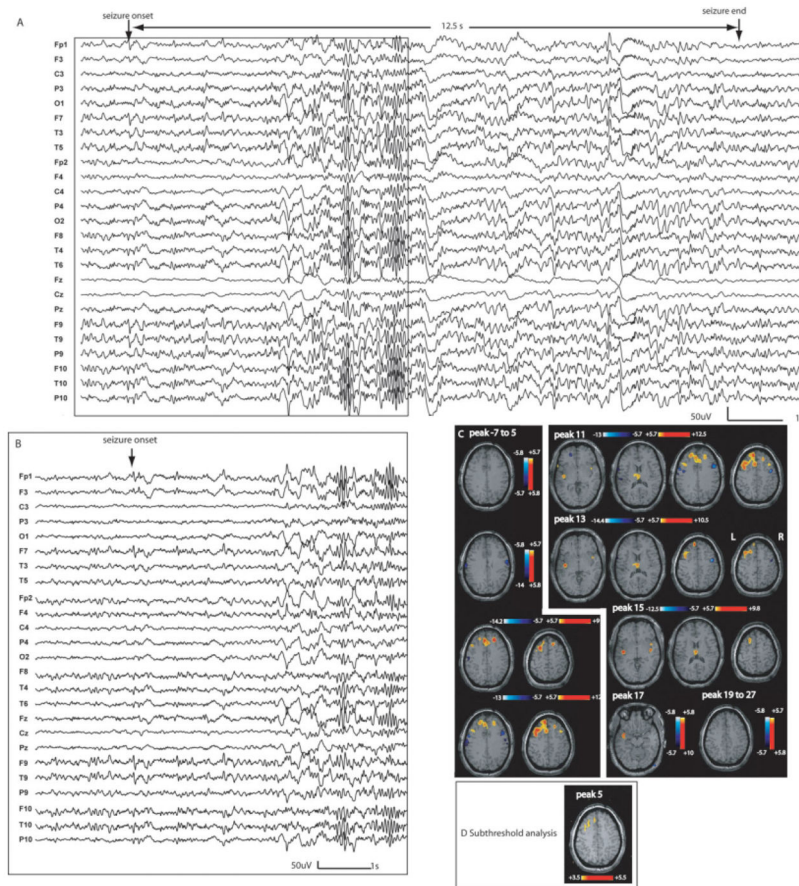 seizure onset
seizure end
A
12.5 s
Fp1
F3
C3
P3
O1
F7
T3
T5
Fp2
F4
C4
P4
O2
F8
T4
T6
Fz
Cz
Pz
F9
T9
P9
F10
T10
P10
50uV
1
B
seizure onset
Fp1
F3
C3
P3
O1
F7
T3
T5
Fp2
F4
C4
P4
O2
F8
T4
T6
Fz
Cz
Pz
F9
T9
P9
F10
T10
P10
50uV
1s
C peak -7 to 5
-5.8 +5.7
-5.7 +5.8
-5.8 +5.7
-14 +5.8
-14.2 -5.7 +5.7 +9
-13 -5.7 +5.7 +12
peak 11
-13 -5.7 +5.7 +12.5
peak 13
-14.4 -5.7 +5.7 +10.5
L R
peak 15
-12.5 -5.7 +5.7 +9.8
peak 17
-5.8 +5.8
-5.7 +10
peak 19 to 27
-5.8 +5.7
-5.7 +5.8
D Subthreshold analysis
peak 5
+3.5 +5.5